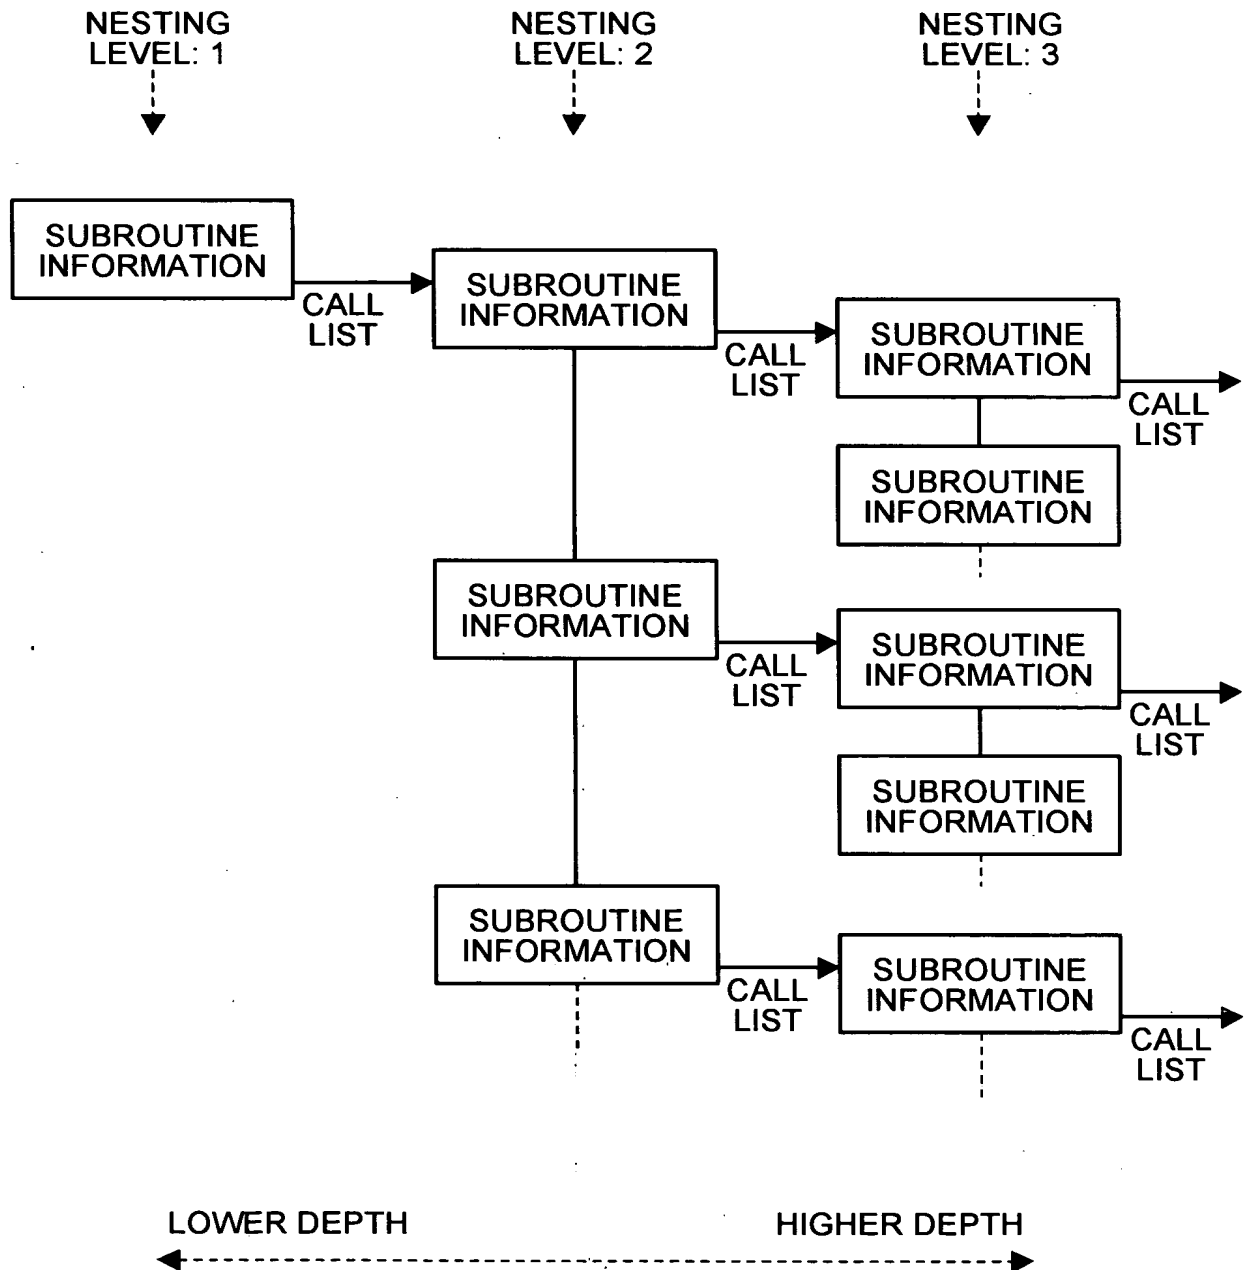 NESTING
LEVEL: 1
NESTING
LEVEL: 2
NESTING
LEVEL: 3
SUBROUTINE
INFORMATION
CALL
LIST
SUBROUTINE
INFORMATION
CALL
LIST
SUBROUTINE
INFORMATION
CALL
LIST
SUBROUTINE
INFORMATION
SUBROUTINE
INFORMATION
CALL
LIST
SUBROUTINE
INFORMATION
CALL
LIST
SUBROUTINE
INFORMATION
SUBROUTINE
INFORMATION
CALL
LIST
SUBROUTINE
INFORMATION
CALL
LIST
LOWER DEPTH
HIGHER DEPTH